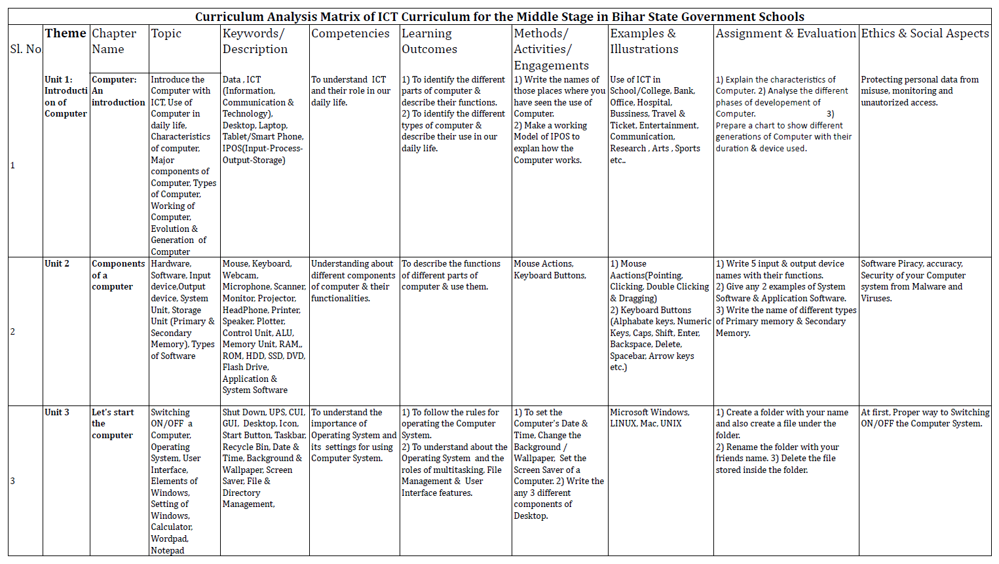 Curriculum Analysis Matrix of ICT Curriculum for the Middle Stage in Bihar State Government Schools
Sl. No
Theme
Chapter
Name
Topic
Keywords/
Description
Competencies
Learning
Outcomes
Methods/
Activities/
Engagements
Examples &
Illustrations
Assignment & Evaluation
Ethics & Social Aspects
1
Unit 1:
Introducti
on of
Computer
Computer:
An
introduction
Introduce the
Computer with
ICT, Use of
Computer in
daily life,
Characteristics
of computer,
Major
components of
Computer, Types
of Computer,
Working of
Computer,
Evolution &
Generation of
Computer
Data , ICT
(Information,
Communication &
Technology),
Desktop, Laptop,
Tablet/Smart Phone,
IPOS(Input-Process-
Output-Storage)
To understand ICT
and their role in our
daily life.
1) To identify the different
parts of computer &
describe their functions.
2) To identify the different
types of computer &
describe their use in our
daily life.
1) Write the names of
those places where you
have seen the use of
Computer.
2) Make a working
Model of IPOS to
explan how the
Computer works.
Use of ICT in
School/College, Bank,
Office, Hospital,
Bussiness, Travel &
Ticket, Entertainment,
Communication,
Research , Arts , Sports
etc..
1) Explain the characteristics of
Computer. 2) Analyse the different
phases of developement of
Computer. 3)
Prepare a chart to show different
generations of Computer with their
duration & device used.
Protecting personal data from
misuse, monitoring and
unautorized access.
2
Unit 2
Components
of a
computer
Hardware,
Software, Input
device,Output
device, System
Unit, Storage
Unit (Primary &
Secondary
Memory), Types
of Software
Mouse, Keyboard,
Webcam,
Microphone, Scanner,
Monitor, Projector,
HeadPhone, Printer,
Speaker, Plotter,
Control Unit, ALU,
Memory Unit, RAM,,
ROM, HDD, SSD, DVD,
Flash Drive,
Application &
System Software
Understanding about
different components
of computer & their
functionalities.
To describe the functions
of different parts of
computer & use them.
Mouse Actions,
Keyboard Buttons,
1) Mouse
Aactions(Pointing,
Clicking, Double Clicking
& Dragging)
2) Keyboard Buttons
(Alphabate keys, Numeric
Keys, Caps, Shift, Enter,
Backspace, Delete,
Spacebar, Arrow keys
etc.)
1) Write 5 input & output device
names with their functions.
2) Give any 2 examples of System
Software & Application Software.
3) Write the name of different types
of Primary memory & Secondary
Memory.
Software Piracy, accuracy,
Security of your Computer
system from Malware and
Viruses.
3
Unit 3
Let's start
the
computer
Switching
ON/OFF a
Computer,
Operating
System, User
Interface,
Elements of
Windows,
Setting of
Windows,
Calculator,
Wordpad,
Notepad
Shut Down, UPS, CUI,
GUI, Desktop, Icon,
Start Button, Taskbar,
Recycle Bin, Date &
Time, Background &
Wallpaper, Screen
Saver, File &
Directory
Management,
To understand the
importance of
Operating System and
its settings for using
Computer System.
1) To follow the rules for
operating the Computer
System.
2) To understand about the
Operating System and the
roles of multitasking, File
Management & User
Interface features.
1) To set the
Computer's Date &
Time, Change the
Background /
Wallpaper, Set the
Screen Saver of a
Computer. 2) Write the
any 3 different
components of
Desktop.
Microsoft Windows,
LINUX, Mac, UNIX
1) Create a folder with your name
and also create a file under the
folder.
2) Rename the folder with your
friends name. 3) Delete the file
stored inside the folder.
At first, Proper way to Switching
ON/OFF the Computer System.